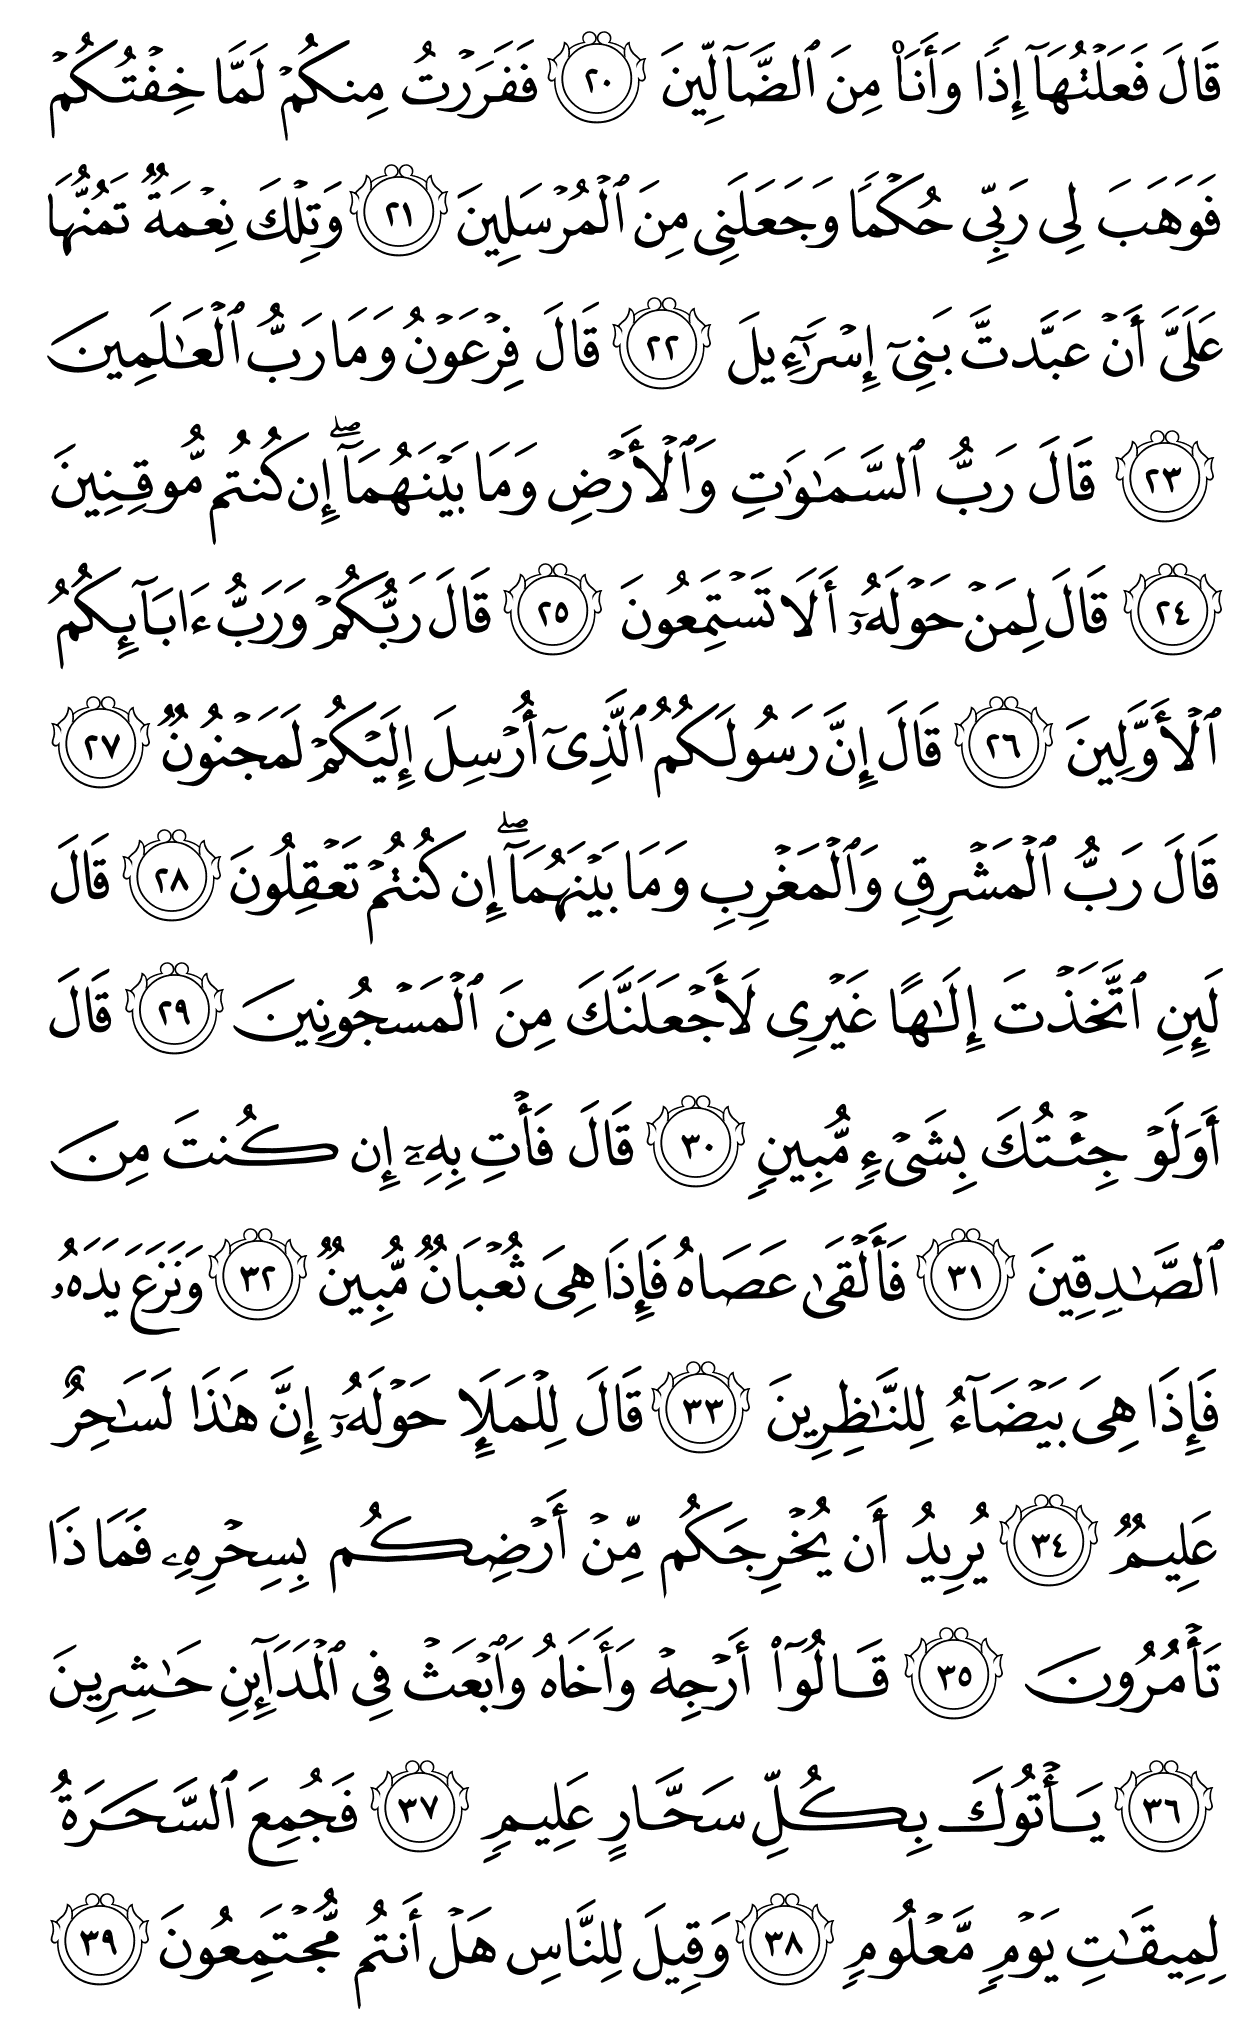 قَالَ فَعَلۡتُهَآ إِذٗا وَأَنَا۠ مِنَ ٱلضَّآلِّينَ ٢٠ فَفَرَرۡتُ مِنكُمۡ لَمَّا خِفۡتُكُمۡ
فَوَهَبَ لِي رَبِّي حُكۡمٗا وَجَعَلَنِي مِنَ ٱلۡمُرۡسَلِينَ ٢١ وَتِلۡكَ نِعۡمَةٞ تَمُنُّهَا
عَلَيَّ أَنۡ عَبَّدتَّ بَنِيٓ إِسۡرَٰٓءِيلَ ٢٢ قَالَ فِرۡعَوۡنُ وَمَا رَبُّ ٱلۡعَٰلَمِينَ
٢٣ قَالَ رَبُّ ٱلسَّمَٰوَٰتِ وَٱلۡأَرۡضِ وَمَا بَيۡنَهُمَآۖ إِن كُنتُم مُّوقِنِينَ
٢٤ قَالَ لِمَنۡ حَوۡلَهُۥٓ أَلَا تَسۡتَمِعُونَ ٢٥ قَالَ رَبُّكُمۡ وَرَبُّ ءَابَآئِكُمُ
ٱلۡأَوَّلِينَ ٢٦ قَالَ إِنَّ رَسُولَكُمُ ٱلَّذِيٓ أُرۡسِلَ إِلَيۡكُمۡ لَمَجۡنُونٞ ٢٧
قَالَ رَبُّ ٱلۡمَشۡرِقِ وَٱلۡمَغۡرِبِ وَمَا بَيۡنَهُمَآۖ إِن كُنتُمۡ تَعۡقِلُونَ ٢٨ قَالَ
لَئِنِ ٱتَّخَذۡتَ إِلَٰهًا غَيۡرِي لَأَجۡعَلَنَّكَ مِنَ ٱلۡمَسۡجُونِينَ ٢٩ قَالَ
أَوَلَوۡ جِئۡتُكَ بِشَيۡءٖ مُّبِينٖ ٣٠ قَالَ فَأۡتِ بِهِۦٓ إِن كُنتَ مِنَ
ٱلصَّٰدِقِينَ ٣١ فَأَلۡقَىٰ عَصَاهُ فَإِذَا هِيَ ثُعۡبَانٞ مُّبِينٞ ٣٢ وَنَزَعَ يَدَهُۥ
فَإِذَا هِيَ بَيۡضَآءُ لِلنَّٰظِرِينَ ٣٣ قَالَ لِلۡمَلَإِ حَوۡلَهُۥٓ إِنَّ هَٰذَا لَسَٰحِرٌ
عَلِيمٞ ٣٤ يُرِيدُ أَن يُخۡرِجَكُم مِّنۡ أَرۡضِكُم بِسِحۡرِهِۦ فَمَاذَا
تَأۡمُرُونَ ٣٥ قَالُوٓاْ أَرۡجِهۡ وَأَخَاهُ وَٱبۡعَثۡ فِي ٱلۡمَدَآئِنِ حَٰشِرِينَ
٣٦ يَأۡتُوكَ بِكُلِّ سَحَّارٍ عَلِيمٖ ٣٧ فَجُمِعَ ٱلسَّحَرَةُ
لِمِيقَٰتِ يَوۡمٖ مَّعۡلُومٖ ٣٨ وَقِيلَ لِلنَّاسِ هَلۡ أَنتُم مُّجۡتَمِعُونَ ٣٩